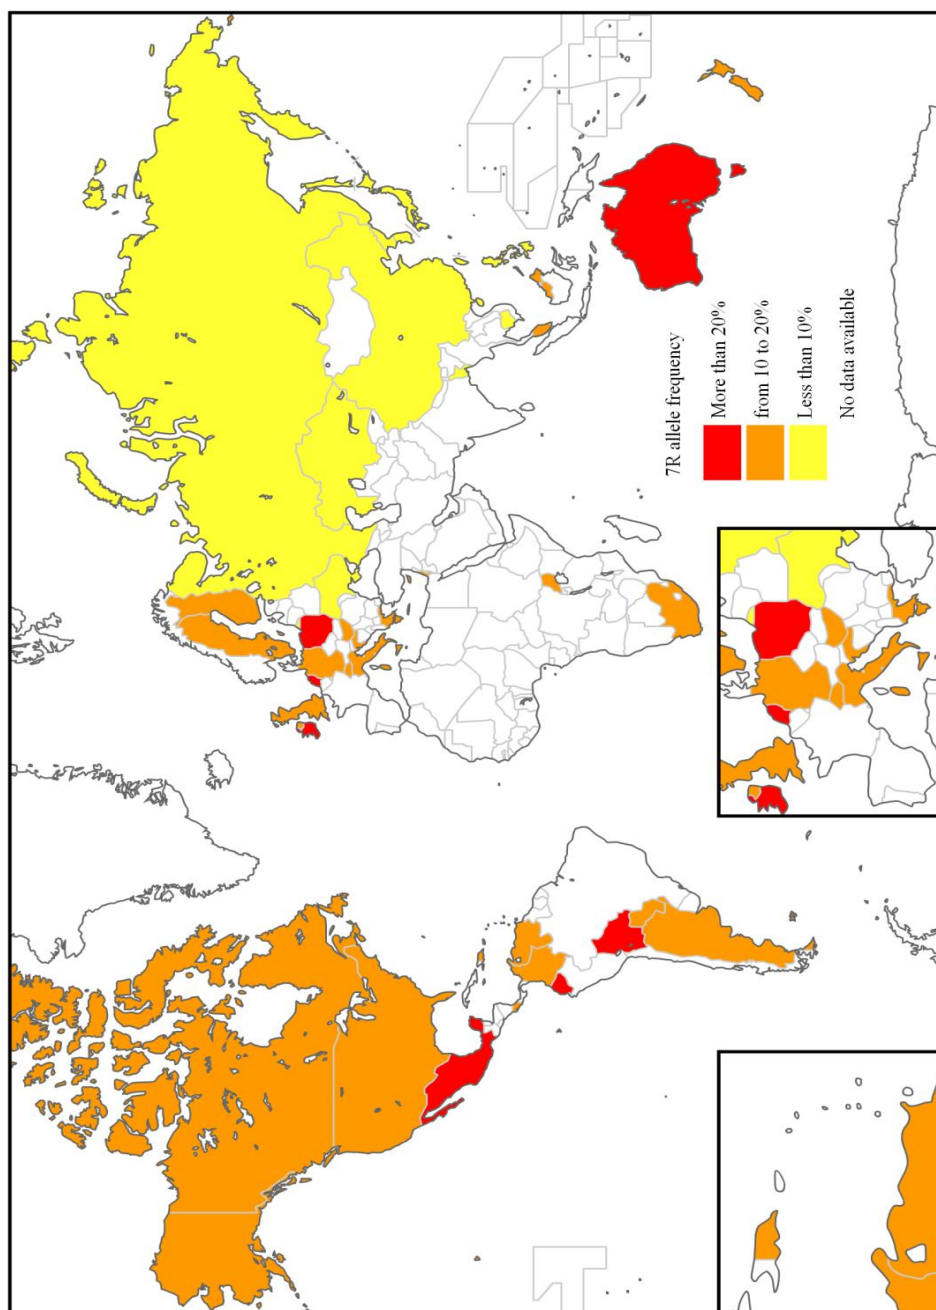 7R allele frequency
More than 20%
from 10 to 20%
Less than 10%
No data available